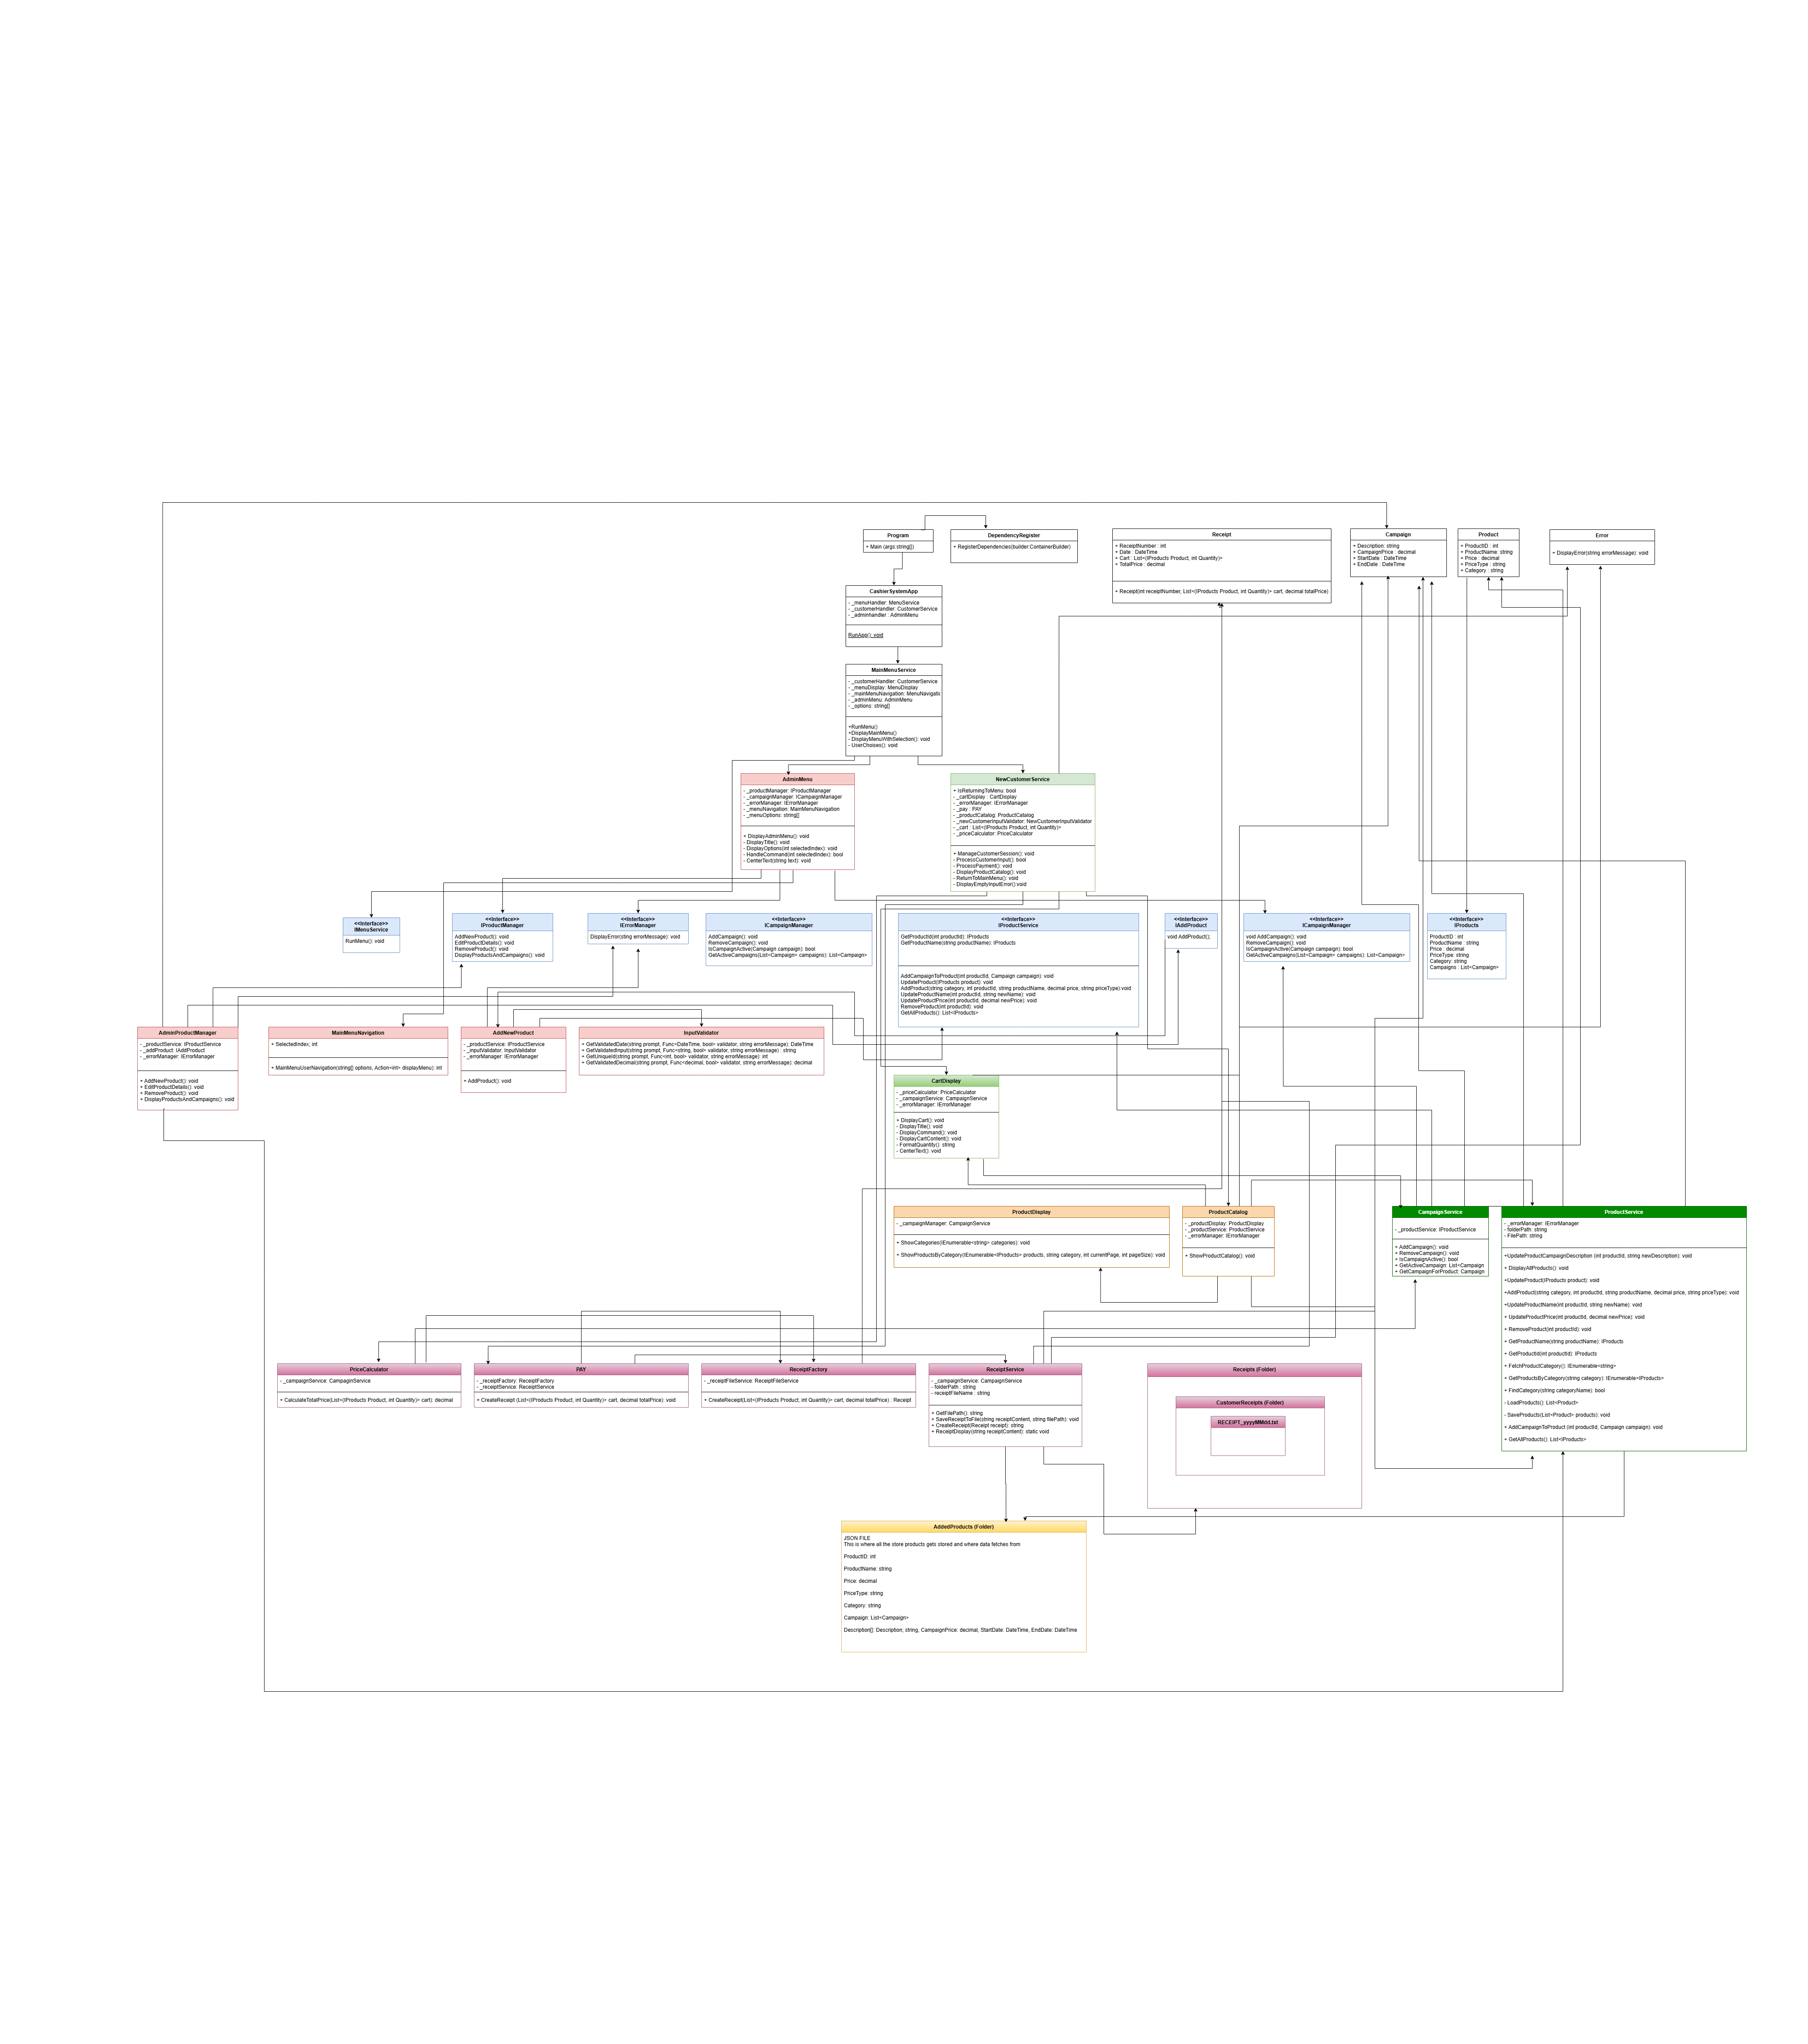 Program
+ Main (args:string[])
DependencyRegister
+ RegisterDependencies(builder:ContainerBuilder)
Receipt
+ ReceiptNumber : int
+ Date : DateTime
+ Cart : List<(IProducts Product, int Quantity)>
+ TotalPrice : decimal
+ Receipt(int receiptNumber, List<(IProducts Product, int Quantity)> cart, decimal totalPrice)
Campaign
+ Description: string
+ CampaignPrice : decimal
+ StartDate : DateTime
+ EndDate : DateTime
Product
+ ProductID : int
+ ProductName: string
+ Price : decimal
+ PriceType : string
+ Category : string
Error
+ DisplayError(string errorMessage): void
CashierSystemApp
- _menuHandler: MenuService
- _customerHandler: CustomerService
- _adminhandler : AdminMenu
RunApp(): void
MainMenuService
- _customerHandler: CustomerService
- _menuDisplay: MenuDisplay
- _mainMenuNavigation: MenuNavigatic
- _adminMenu: AdminMenu
- _options: string[]
+RunMenu()
+DisplayMainMenu()
- DisplayMenuWithSelection(): void
- UserChoises(): void
AdminMenu
- _productManager: IProductManager
- _campaignManager: ICampaignManager
- _errorManager: IErrorManager
- _menuNavigation: MainMenuNavigation
- _menuOptions: string[]
+ DisplayAdminMenu(): void
- DisplayTitle(): void
- DisplayOptions(int selectedIndex): void
- HandleCommand(int selectedIndex): bool
- CenterText(string text): void
NewCustomerService
+ isReturningToMenu: bool
- _cartDisplay : CartDisplay
- _errorManager: IErrorManager
- _pay : PAY
- _productCatalog: ProductCatalog
- _newCustomerInputValidator: NewCustomerInputValidator
- _cart : List<(IProducts Product, int Quantity)>
- _priceCalculator: PriceCalculator
+ ManageCustomerSession(): void
- ProcessCustomerInput(): bool
- ProcessPayment(): void
- DisplayProductCatalog(): void
- ReturnToMainMenu(): void
- DisplayEmptyInputError():void
<<Interface>>
IMenuService
RunMenu(): void
<<Interface>>
IProductManager
AddNewProduct(): void
EditProductDetails(): void
RemoveProduct(): void
DisplayProductsAndCampaigns(): void
<<Interface>>
IErrorManager
DisplayError(string errorMessage): void
<<Interface>>
ICampaignManager
AddCampaign(): void
RemoveCampaign(): void
IsCampaignActive(Campaign campaign): bool
GetActiveCampaigns(List<Campaign> campaigns): List<Campaign>
<<Interface>>
IProductService
GetProductId(int productId): IProducts
GetProductName(string productName): IProducts
AddCampaignToProduct(int productId, Campaign campaign): void
UpdateProduct(IProducts product): void
AddProduct(string category, int productId, string productName, decimal price, string priceType):void
UpdateProductName(int productId, string newName): void
UpdateProductPrice(int productId, decimal newPrice): void
RemoveProduct(int productId): void
GetAllProducts(): List<IProducts>
<<Interface>>
IAddProduct
void AddProduct();
<<Interface>>
ICampaignManager
void AddCampaign(): void
RemoveCampaign(): void
IsCampaignActive(Campaign campaign): bool
GetActiveCampaigns(List<Campaign> campaigns): List<Campaign>
<<Interface>>
IProducts
ProductID : int
ProductName : string
Price : decimal
PriceType: string
Category: string
Campaigns : List<Campaign>
AdminProductManager
- _productService: IProductService
- _addProduct: IAddProduct
- _errorManager: IErrorManager
+ AddNewProduct(): void
+ EditProductDetails(): void
+ RemoveProduct(): void
+ DisplayProductsAndCampaigns(): void
MainMenuNavigation
+ SelectedIndex; int
+ MainMenuUserNavigation(string[] options, Action<int> displayMenu): int
AddNewProduct
- _productService: IProductService
- _inputValidator: InputValidator
- _errorManager: IErrorManager
+ AddProduct(): void
InputValidator
+ GetValidatedDate(string prompt, Func<DateTime, bool> validator, string errorMessage): DateTime
+ GetValidatedInput(string prompt, Func<string, bool> validator, string errorMessage) : string
+ GetUniqueId(string prompt, Func<int, bool> validator, string errorMessage): int
+ GetValidatedDecimal(string prompt, Func<decimal, bool> validator, string errorMessage): decimal
CartDisplay
- _priceCalculator: PriceCalculator
- _campaignService: CampaignService
- _errorManager: IErrorManager
+ DisplayCart(): void
- DisplayTitle(): void
- DisplayCommand(): void
- DisplayCartContent(): void
- FormatQuantity(): string
- CenterText(): void
ProductDisplay
- _campaignManager: CampaignService
+ ShowCategories(IEnumerable<string> categories): void
+ ShowProductsByCategory(IEnumerable<IProducts> products, string category, int currentPage, int pageSize): void
ProductCatalog
- _productDisplay: ProductDisplay
- _productService: ProductService
- _errorManager: IErrorManager
+ ShowProductCatalog(): void
CampaignService
- _productService: IProductService
+ AddCampaign(): void
+ RemoveCampaign(): void
+ IsCampaignActive(): bool
+ GetActiveCampaign: List<Campaign
+ GetCampaignForProduct: Campaign
ProductService
- _errorManager: IErrorManager
- folderPath: string
- FilePath: string
+UpdateProductCampaignDescription (int productId, string newDescription): void
+ DisplayAllProducts(): void
+UpdateProduct(IProducts product): void
+AddProduct(string category, int productId, string productName, decimal price, string priceType): void
+UpdateProductName(int productId, string newName): void
+ UpdateProductPrice(int productId, decimal newPrice): void
+ RemoveProduct(int productId): void
+ GetProductName(string productName): IProducts
+ GetProductId(int productId): IProducts
+ FetchProductCategory(): IEnumerable<string>
+ GetProductsByCategory(string category): IEnumerable<IProducts>
+ FindCategory(string categoryName): bool
- LoadProducts(): List<Product>
- SaveProducts(List<Product> products): void
+ AddCampaignToProduct (int productId, Campaign campaign): void
+ GetAllProducts(): List<IProducts>
PriceCalculator
- _campaignService: CampaginService
+ CalculateTotalPrice(List<(IProducts Product, int Quantity)> cart): decimal
PAY
- _receiptFactory: ReceiptFactory
- _receiptService: ReceiptService
+ CreateReceipt (List<(IProducts Product, int Quantity)> cart, decimal totalPrice): void
ReceiptFactory
- _receiptFileService: ReceiptFileService
+ CreateReceipt(List<(IProducts Product, int Quantity)> cart, decimal totalPrice) : Receipt
ReceiptService
- _campaignService: CampaignService
- folderPath : string
- receiptFileName : string
+ GetFilePath(): string
+ SaveReceiptToFile(string receiptContent, string filePath): void
+ CreateReceipt(Receipt receipt): string
+ ReceiptDisplay(string receiptContent): static void
Receipts (Folder)
CustomerReceipts (Folder)
RECEIPT_yyyyMMdd.txt
AddedProducts (Folder)
JSON FILE
This is where all the store products gets stored and where data fetches from
ProductID: int
ProductName: string
Price: decimal
PriceType: string
Category: string
Campaign: List<Campaign>
Description[]: Description; string, CampaignPrice: decimal, StartDate: DateTime, EndDate: DateTime